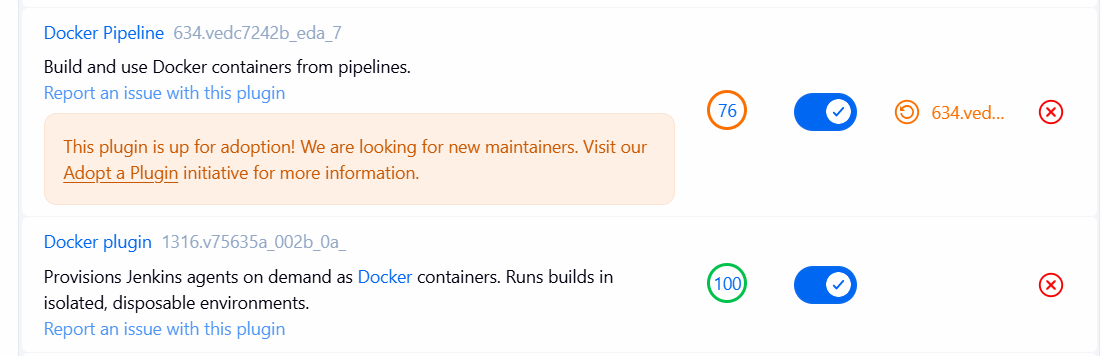 Docker Pipeline 634.vedc7242b_eda_7
Build and use Docker containers from pipelines.
Report an issue with this plugin
76
634.ved...
This plugin is up for adoption! We are looking for new maintainers. Visit our
Adopt a Plugin initiative for more information.
Docker plugin 1316.v75635a_002b_0a_
Provisions Jenkins agents on demand as Docker containers. Runs builds in
isolated, disposable environments.
Report an issue with this plugin
100